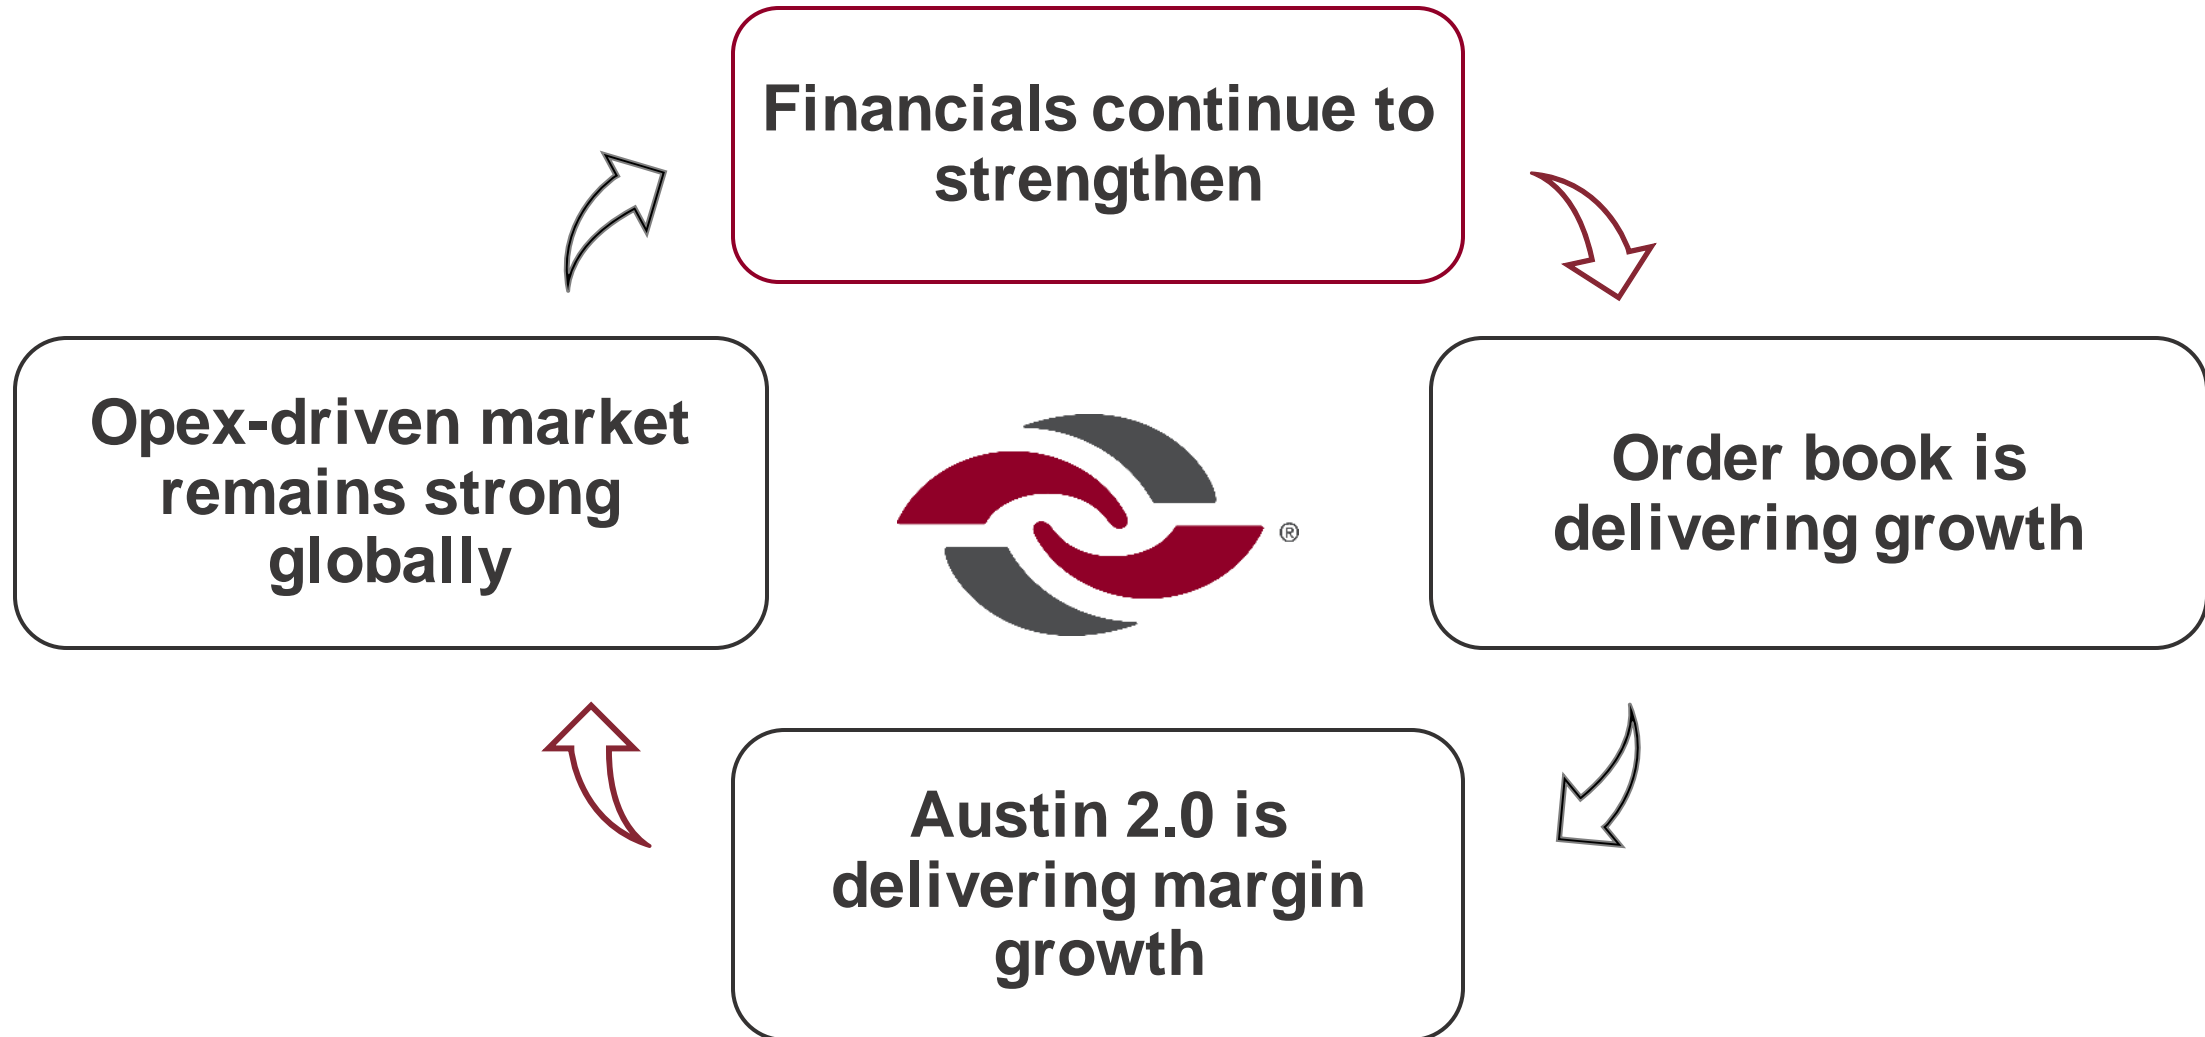 Financials continue to
strengthen
Opex-driven market
remains strong
globally
Order book is
delivering growth
®
Austin 2.0 is
delivering margin
growth